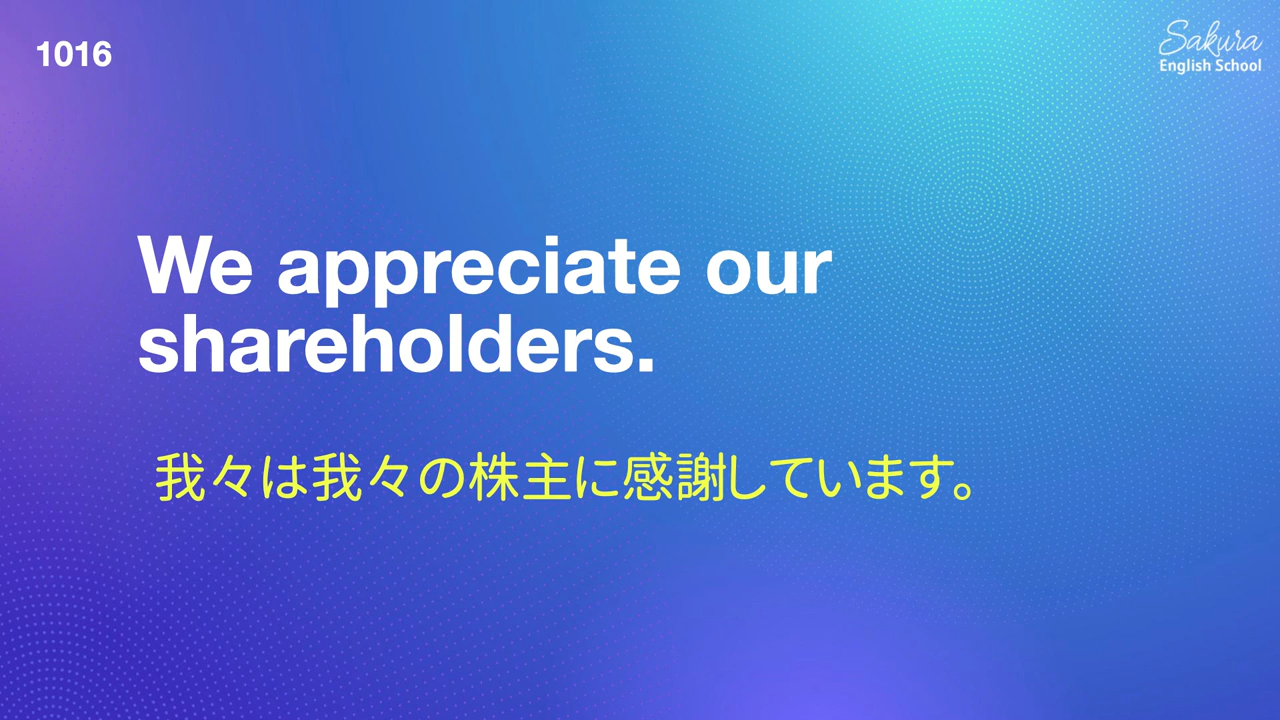 1016
Sakura
English School
We appreciate our
shareholders.
我々は我々の株主に感謝しています。